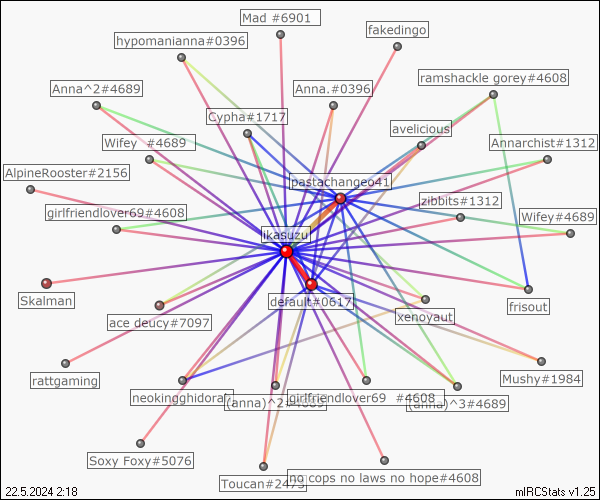 Mad #6901
fakedingo
hypomanianna#0396
ramshackle gorey#4608
Anna^2#4689
Anna.#0396
Cypha#1717
avelicious
Wifey  #4689
Annarchist#1312
AlpineRooster#2156
pastachangeo41
zibbits#1312
girlfriendlover69#4608
Wifey#4689
ikasuzu
Skalman
default#0617
frisout
xenoyaut
ace deucy#7097
rattgaming
Mushy#1984
neokingghidorah
(anna)^2#4689
girlfriendlover69  #4608
(anna)^3#4689
Soxy Foxy#5076
Toucan#2473
no cops no laws no hope#4608
22.5.2024 2:18
mIRCStats v1.25